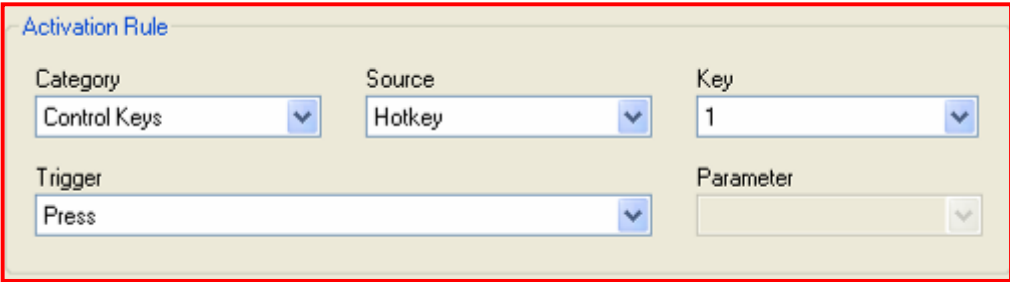 Activation Rule
Category Source Key
Control Keys Hotkey 1
Trigger Parameter
Press